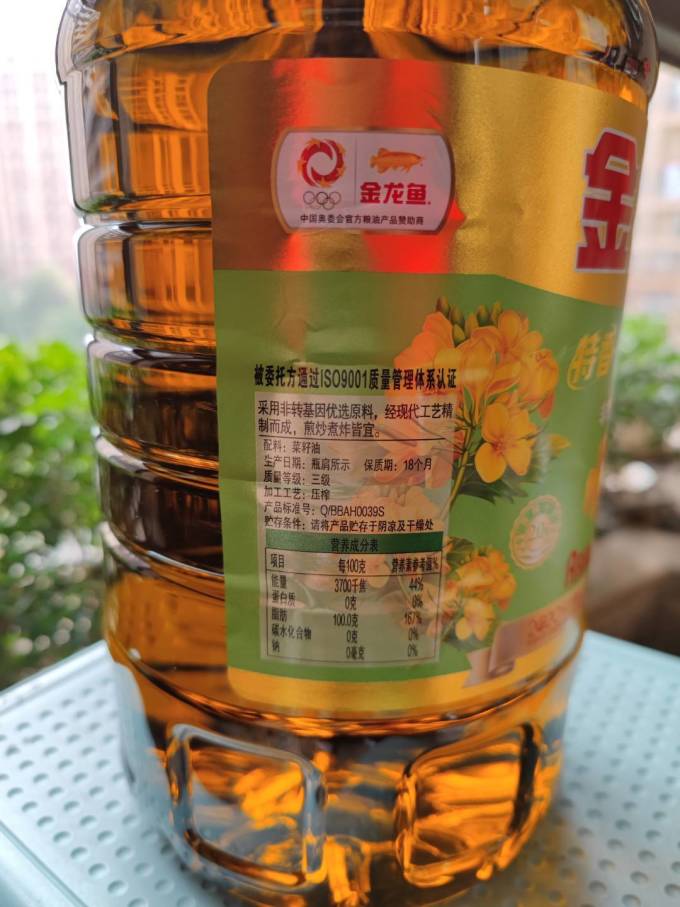 金龙鱼
中国奥委会官方粮油产品赞助商
金
特香
被委托方通过ISO9001质量管理体系认证
采用非转基因优选原料，经现代工艺精
制而成，煎炒煮炸皆宜。
配料：菜籽油
生产日期：瓶肩所示 保质期：18个月
质量等级：三级
加工工艺：压榨
产品标准号：Q/BBAH0039S
贮存条件：请将产品贮存于阴凉及干燥处
营养成分表
项目 每100克 营养素参考值%
能量 3700千焦 44%
蛋白质 0克 0%
脂肪 100.0克 167%
碳水化合物 0克 0%
钠 0毫克 0%